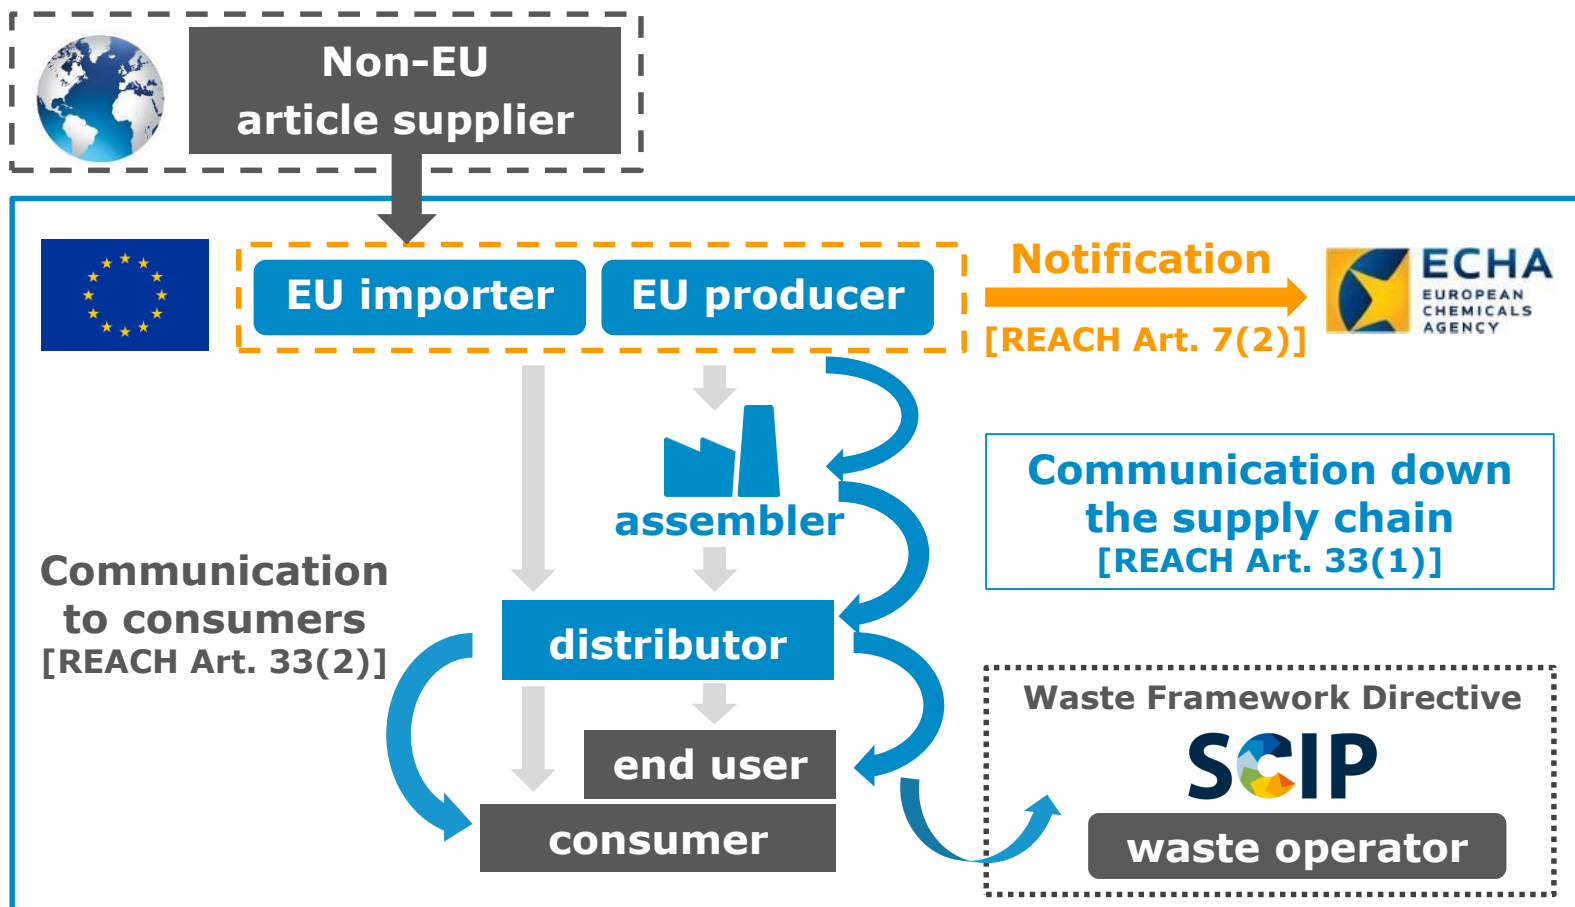 Non-EU
article supplier
EU importer
EU producer
Notification
[REACH Art. 7(2)]
ECHA
EUROPEAN
CHEMICALS
AGENCY
assembler
Communication down
the supply chain
[REACH Art. 33(1)]
Communication
to consumers
[REACH Art. 33(2)]
distributor
end user
consumer
Waste Framework Directive
SCIP
waste operator